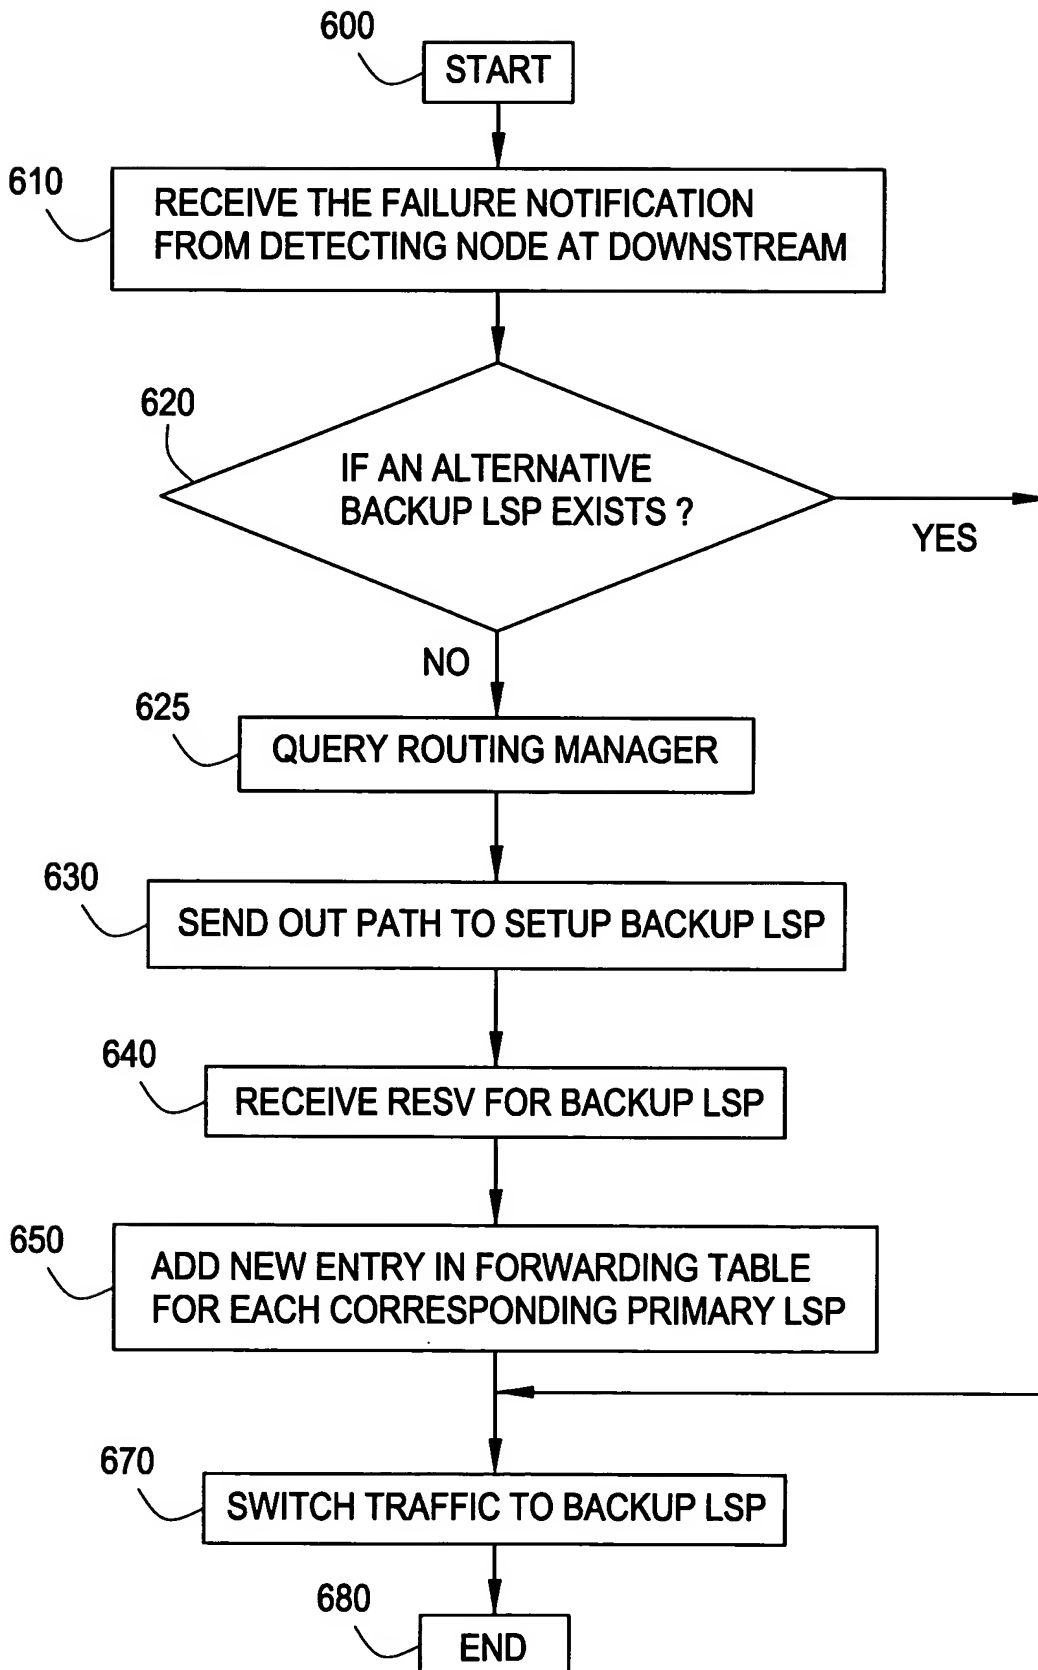 600
START
610
RECEIVE THE FAILURE NOTIFICATION
FROM DETECTING NODE AT DOWNSTREAM
620
IF AN ALTERNATIVE
BACKUP LSP EXISTS ?
YES
NO
625
QUERY ROUTING MANAGER
630
SEND OUT PATH TO SETUP BACKUP LSP
640
RECEIVE RESV FOR BACKUP LSP
650
ADD NEW ENTRY IN FORWARDING TABLE
FOR EACH CORRESPONDING PRIMARY LSP
670
SWITCH TRAFFIC TO BACKUP LSP
680
END